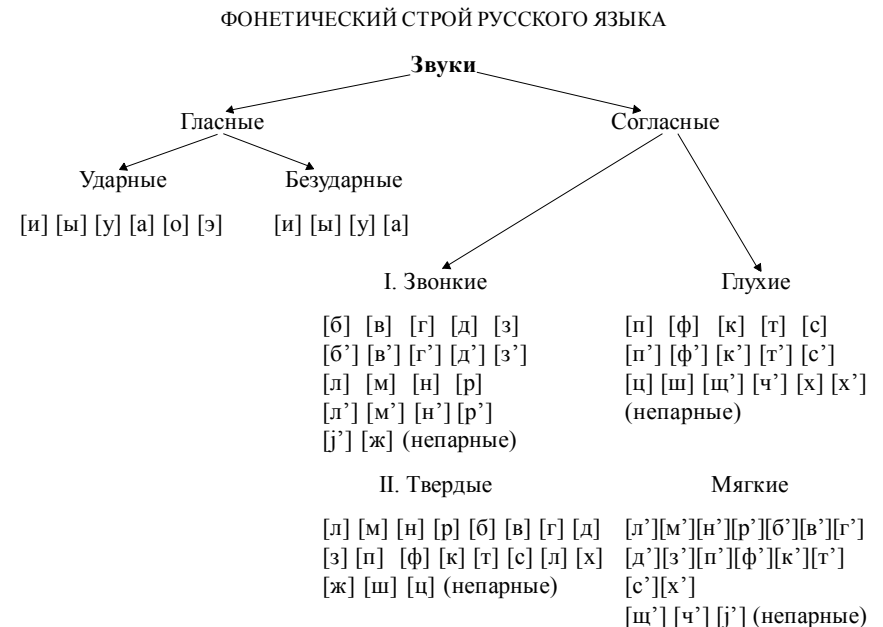 ФОНЕТИЧЕСКИЙ СТРОЙ РУССКОГО ЯЗЫКА
Звуки
Гласные Согласные
Ударные Безударные
[и] [ы] [у] [а] [о] [э] [и] [ы] [у] [а]
I. Звонкие Глухие
[б] [в] [г] [д] [з] [п] [ф] [к] [т] [с]
[б’] [в’] [г’] [д’] [з’] [п’] [ф’] [к’] [т’] [с’]
[л] [м] [н] [р] [ц] [ш] [щ’] [ч’] [х] [х’]
[л’] [м’] [н’] [р’] (непарные)
[j’] [ж] (непарные)
II. Твердые Мягкие
[л] [м] [н] [р] [б] [в] [г] [д] [л’][м’][н’][р’][б’][в’][г’]
[з] [п] [ф] [к] [т] [с] [л] [х] [д’][з’][п’][ф’][к’][т’]
[ж] [ш] [ц] (непарные) [с’][х’]
[щ’] [ч’] [j’] (непарные)